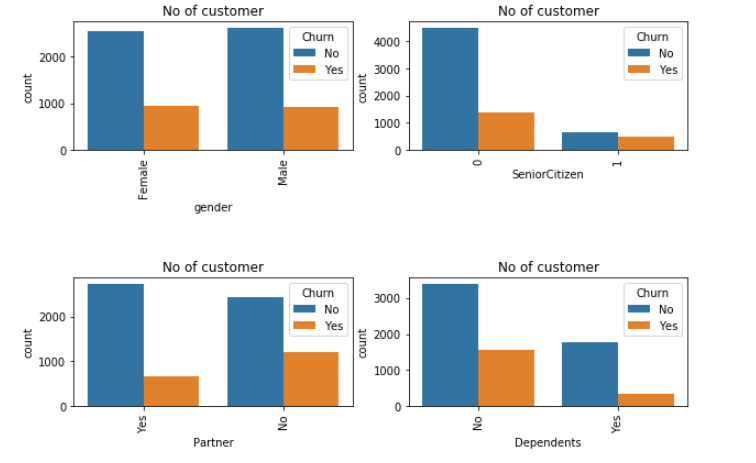 No of customer
Churn
No
Yes
count
2000
1000
0
Female
Male
gender
No of customer
Churn
No
Yes
count
4000
3000
2000
1000
0
0
1
SeniorCitizen
No of customer
Churn
No
Yes
count
2000
1000
0
Yes
No
Partner
No of customer
Churn
No
Yes
count
3000
2000
1000
0
No
Yes
Dependents